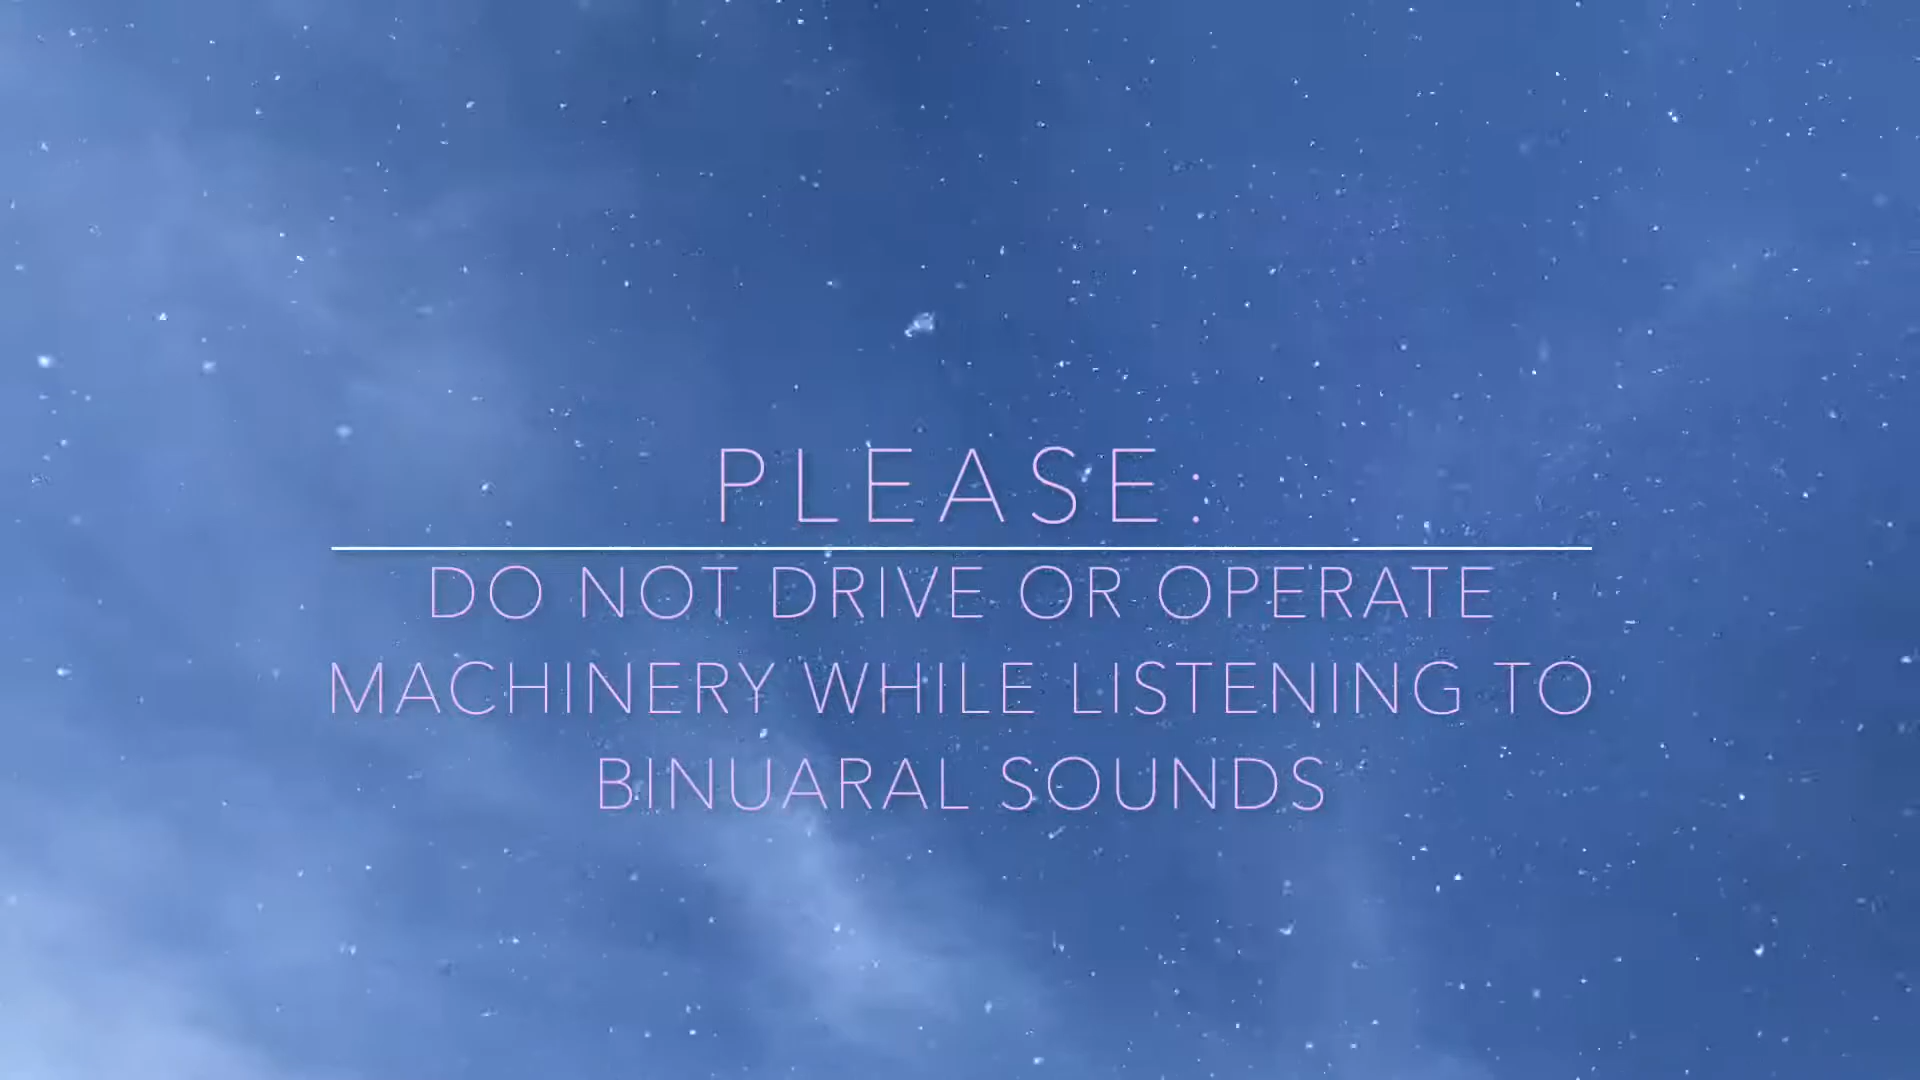 PLEASE:
DO NOT DRIVE OR OPERATE
MACHINERY WHILE LISTENING TO
BINUARAL SOUNDS